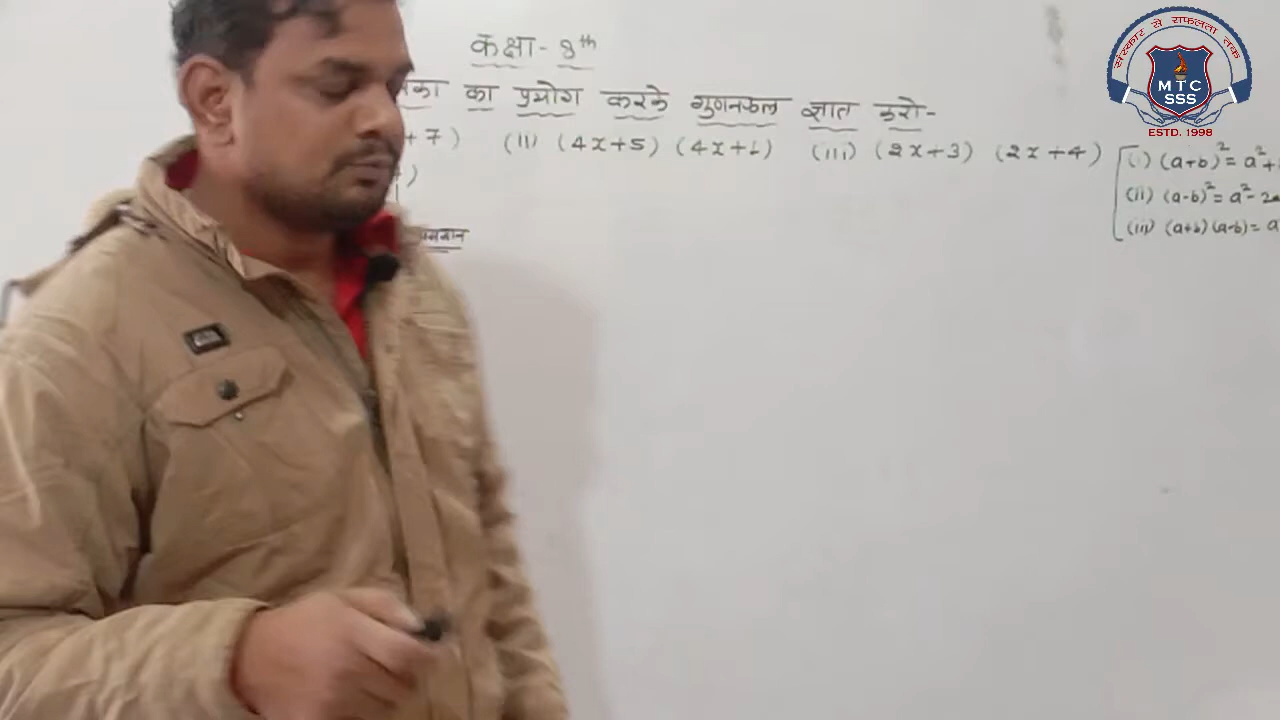 कक्षा - 8th
का प्रयोग करके गुणनफल ज्ञात करो-
+ 7) (ii) (4x+5) (4x+1) (iii) (2x+3) (2x+4)
)
(i) (a+b)² = a²+
(ii) (a-b)² = a²- 2a
(iii) (a+b) (a-b) = a
संस्कार से सफलता तक
MTC
SSS
ESTD. 1998